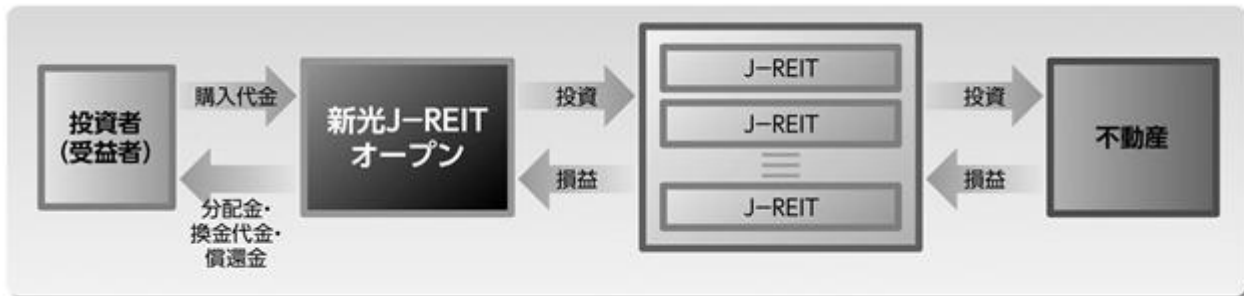 投資者
(受益者)
購入代金
分配金・
換金代金・
償還金
新光J-REIT
オープン
投資
損益
J-REIT
J-REIT
J-REIT
投資
損益
不動産